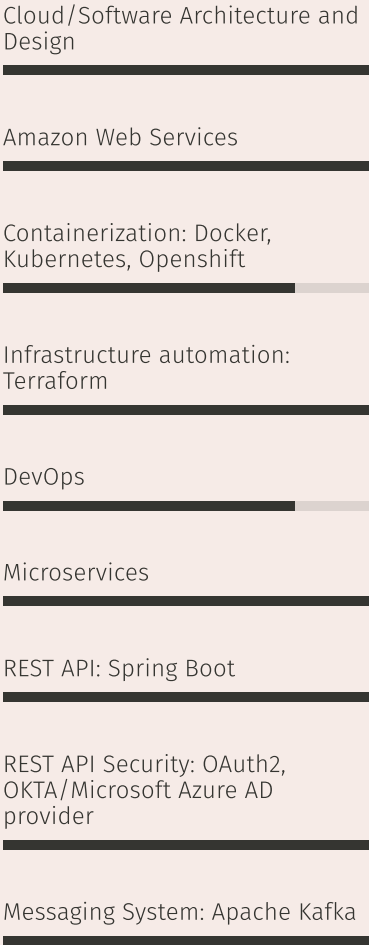 Cloud/Software Architecture and
Design
Amazon Web Services
Containerization: Docker,
Kubernetes, Openshift
Infrastructure automation:
Terraform
DevOps
Microservices
REST API: Spring Boot
REST API Security: OAuth2,
OKTA/Microsoft Azure AD
provider
Messaging System: Apache Kafka